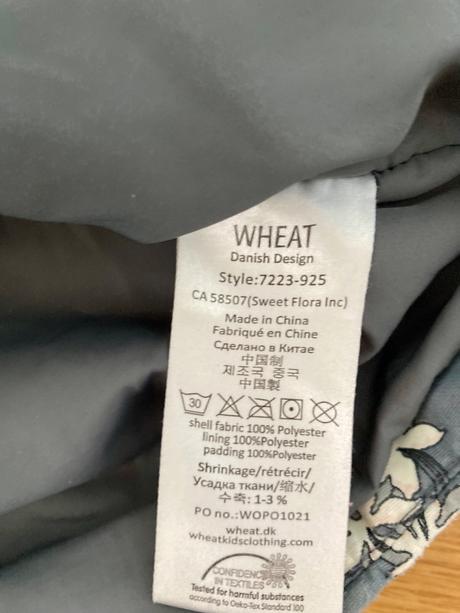 WHEAT
Danish Design
Style:7223-925
CA 58507(Sweet Flora Inc)
Made in China
Fabriqué en Chine
Сделано в Китае
中国制
제조국 중국
中国製
30
shell fabric 100% Polyester
lining 100%Polyester
padding 100%Polyester
Shrinkage/rétrécir/
Усадка ткани/缩水/
수축: 1-3 %
PO no.:WOPO1021
wheat.dk
wheatkidsclothing.com
CONFIDENCE
IN TEXTILES
Tested for harmful substances
according to Oeko-Tex Standard 100